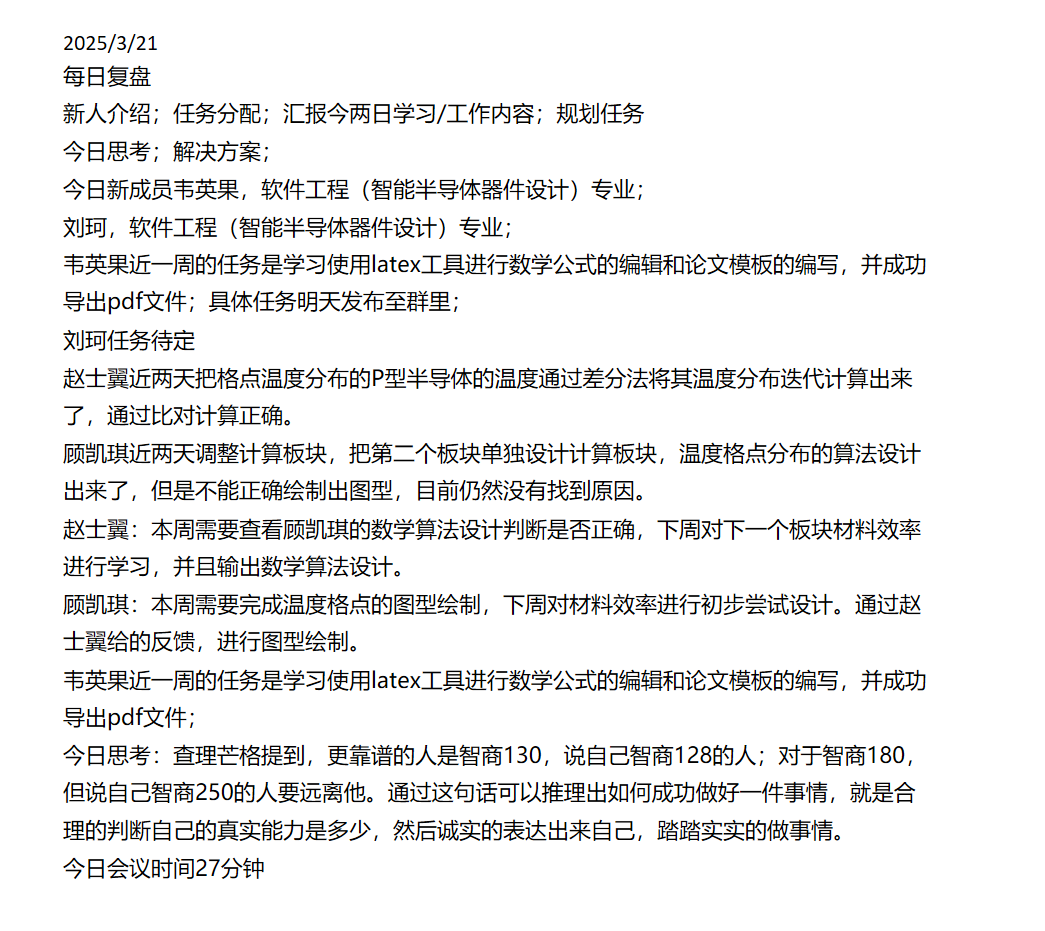 2025/3/21
每日复盘
新人介绍；任务分配；汇报今两日学习/工作内容；规划任务
今日思考；解决方案；
今日新成员韦英果，软件工程（智能半导体器件设计）专业；
刘珂，软件工程（智能半导体器件设计）专业；
韦英果近一周的任务是学习使用latex工具进行数学公式的编辑和论文模板的编写，并成功
导出pdf文件；具体任务明天发布至群里；
刘珂任务待定
赵士翼近两天把格点温度分布的P型半导体的温度通过差分法将其温度分布迭代计算出来
了，通过比对计算正确。
顾凯琪近两天调整计算板块，把第二个板块单独设计计算板块，温度格点分布的算法设计
出来了，但是不能正确绘制出图型，目前仍然没有找到原因。
赵士翼：本周需要查看顾凯琪的数学算法设计判断是否正确，下周对下一个板块材料效率
进行学习，并且输出数学算法设计。
顾凯琪：本周需要完成温度格点的图型绘制，下周对材料效率进行初步尝试设计。通过赵
士翼给的反馈，进行图型绘制。
韦英果近一周的任务是学习使用latex工具进行数学公式的编辑和论文模板的编写，并成功
导出pdf文件；
今日思考：查理芒格提到，更靠谱的人是智商130，说自己智商128的人；对于智商180，
但说自己智商250的人要远离他。通过这句话可以推理出如何成功做好一件事情，就是合
理的判断自己的真实能力是多少，然后诚实的表达出来自己，踏踏实实的做事情。
今日会议时间27分钟